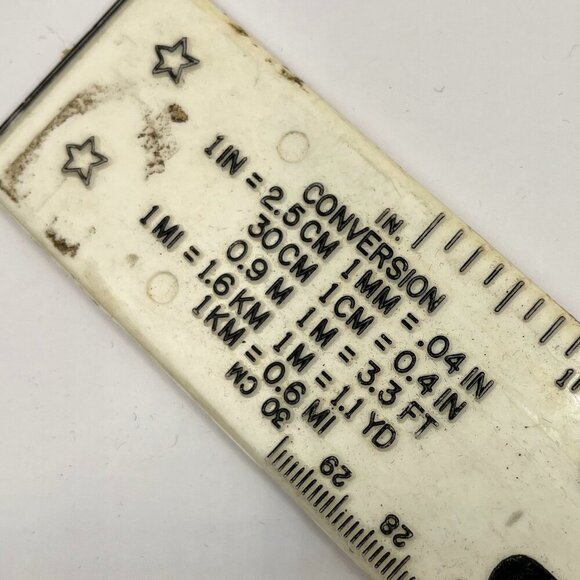 IN.
CONVERSION
1 IN = 2.5 CM 1 MM = .04 IN
30 CM 1 CM = 0.4 IN
0.9 M 1 M = 3.3 FT
1 MI = 1.6 KM 1 M = 1.1 YD
1 KM = 0.6 MI
30 CM
29
28